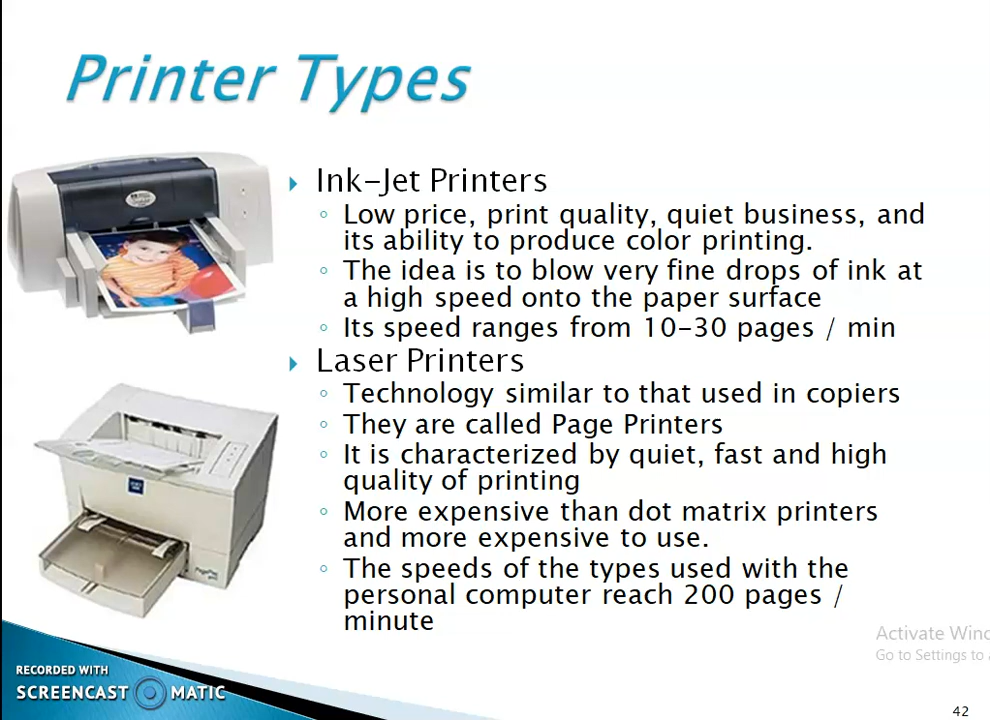 Printer Types
Ink-Jet Printers
Low price, print quality, quiet business, and
its ability to produce color printing.
The idea is to blow very fine drops of ink at
a high speed onto the paper surface
Its speed ranges from 10-30 pages / min
Laser Printers
Technology similar to that used in copiers
They are called Page Printers
It is characterized by quiet, fast and high
quality of printing
More expensive than dot matrix printers
and more expensive to use.
The speeds of the types used with the
personal computer reach 200 pages /
minute
Activate Winc
Go to Settings to
RECORDED WITH
SCREENCAST MATIC
42